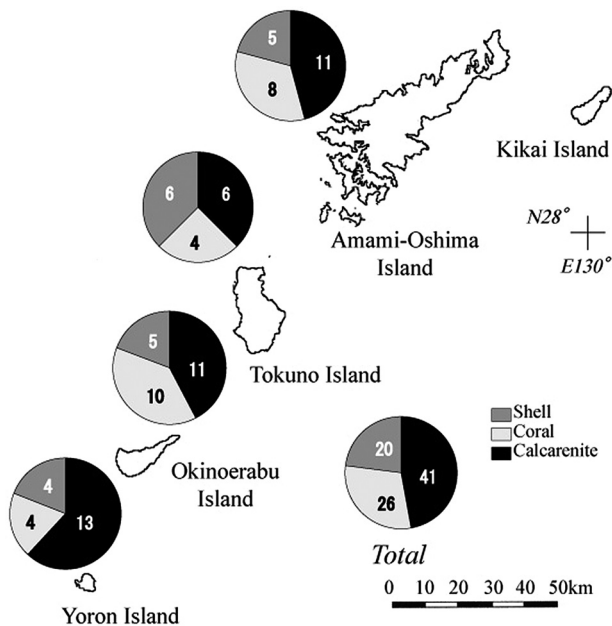 5
11
8
Kikai Island
6
6
4
Amami-Oshima
Island
N28°
E130°
5
11
10
Tokuno Island
Shell
Coral
Calcarenite
20
41
26
Okinoerabu
Island
4
4
13
Total
0 10 20 30 40 50km
Yoron Island